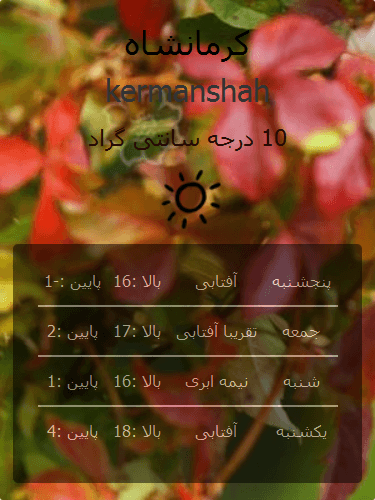 کرمانشاه
kermanshah
10 درجه سانتی گراد
پنجشنبه آفتابی بالا :16 پایین :-1
جمعه تقریبا آفتابی بالا :17 پایین :2
شنبه نیمه ابری بالا :16 پایین :1
یکشنبه آفتابی بالا :18 پایین :4